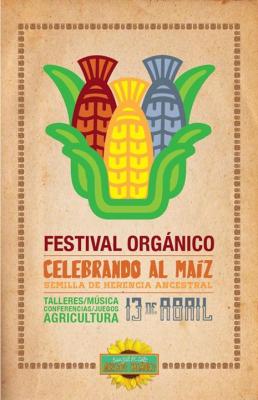 FESTIVAL ORGÁNICO
CELEBRANDO AL MAÍZ
SEMILLA DE HERENCIA ANCESTRAL
TALLERES/MÚSICA
CONFERENCIAS/JUEGOS
AGRICULTURA
13 DE ABRIL